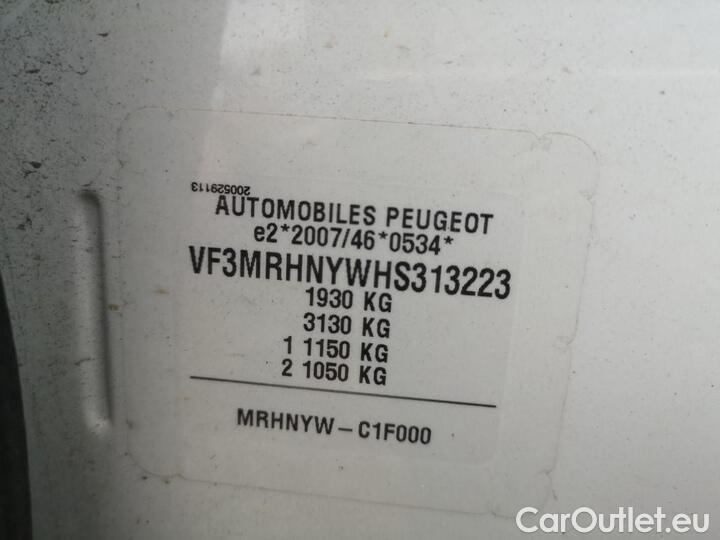 200529113
AUTOMOBILES PEUGEOT
e2*2007/46*0534*
VF3MRHNYWHS313223
1930 KG
3130 KG
1 1150 KG
2 1050 KG
MRHNYW – C1F000
CarOutlet.eu